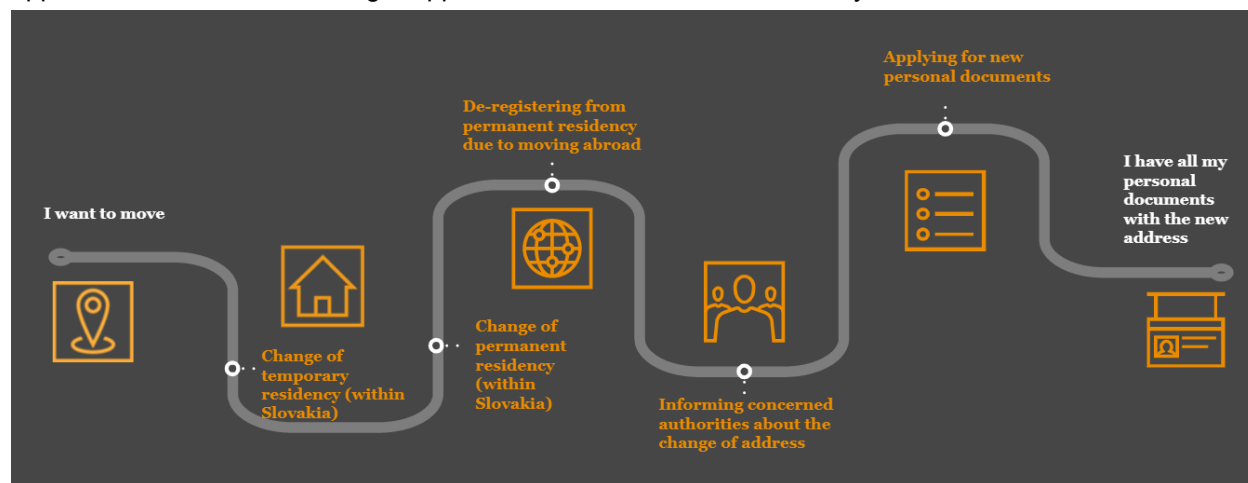 I want to move
Change of
temporary
residency (within
Slovakia)
De-registering from
permanent residency
due to moving abroad
Change of
permanent
residency
(within
Slovakia)
Informing concerned
authorities about the
change of address
Applying for new
personal documents
I have all my
personal
documents
with the new
address